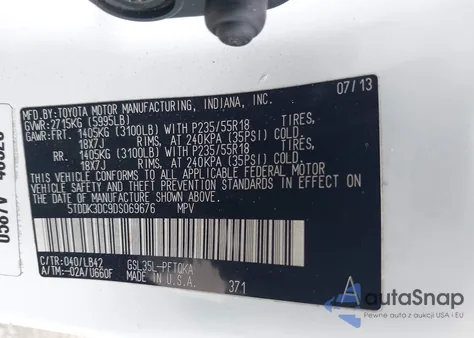 MFD. BY: TOYOTA MOTOR MANUFACTURING, INDIANA, INC. 07/13
GVWR: 2715KG (5995LB)
GAWR: FRT. 1405KG (3100LB) WITH P235/55R18 TIRES,
18X7J RIMS, AT 240KPA (35PSI) COLD.
RR. 1405KG (3100LB) WITH P235/55R18 TIRES,
18X7J RIMS, AT 240KPA (35PSI) COLD.
THIS VEHICLE CONFORMS TO ALL APPLICABLE FEDERAL MOTOR
VEHICLE SAFETY STANDARDS IN EFFECT ON
THE DATE OF MANUFACTURE SHOWN ABOVE.
5TDDK3DC9DS069676 MPV
C/TR: 040/LB42 GSL35L-PFTQKA
A/TM: -02A/U660F MADE IN U.S.A. 371
autaSnap
Pewne auta z aukcji USA i EU